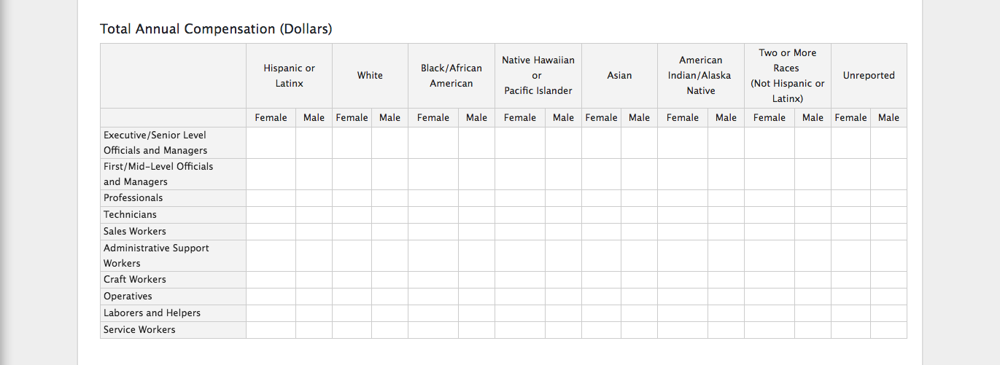 Total Annual Compensation (Dollars)
Hispanic or
Latinx
White
Black/African
American
Native Hawaiian
or
Pacific Islander
Asian
American
Indian/Alaska
Native
Two or More
Races
(Not Hispanic or
Latinx)
Unreported
Female Male Female Male Female Male Female Male Female Male Female Male Female Male Female Male
Executive/Senior Level
Officials and Managers
First/Mid-Level Officials
and Managers
Professionals
Technicians
Sales Workers
Administrative Support
Workers
Craft Workers
Operatives
Laborers and Helpers
Service Workers